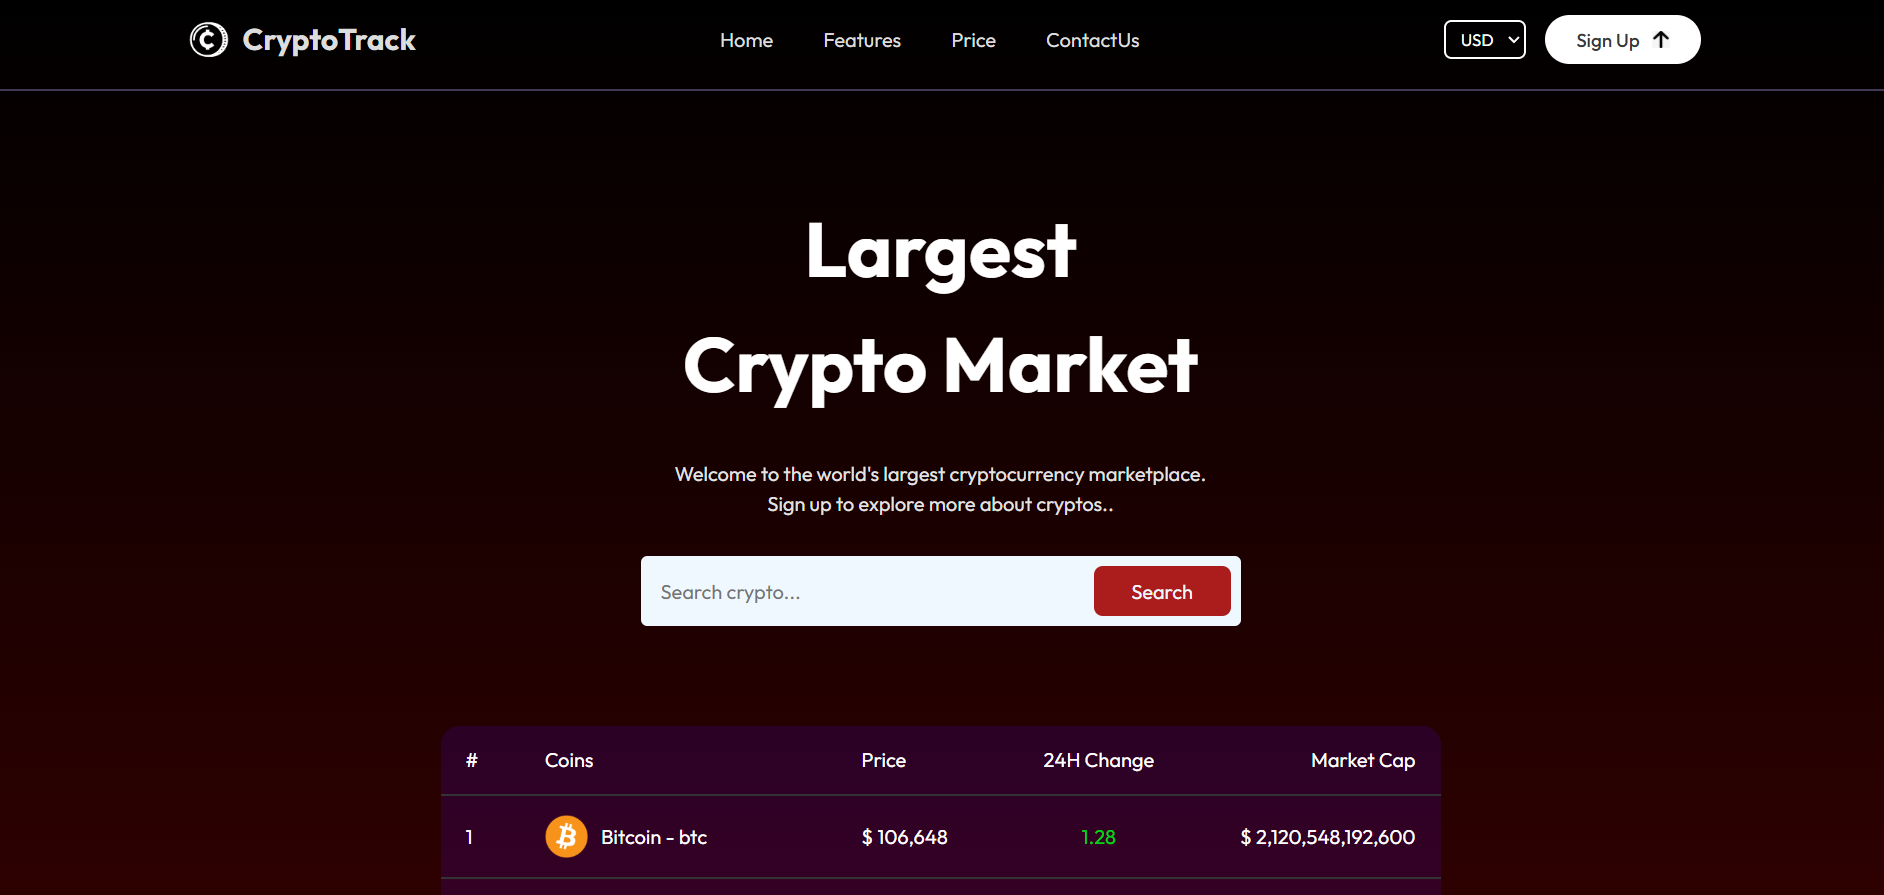 CryptoTrack Home Features Price ContactUs USD Sign Up
Largest
Crypto Market
Welcome to the world's largest cryptocurrency marketplace.
Sign up to explore more about cryptos..
Search crypto... Search
# Coins Price 24H Change Market Cap
1 Bitcoin - btc $ 106,648 1.28 $ 2,120,548,192,600